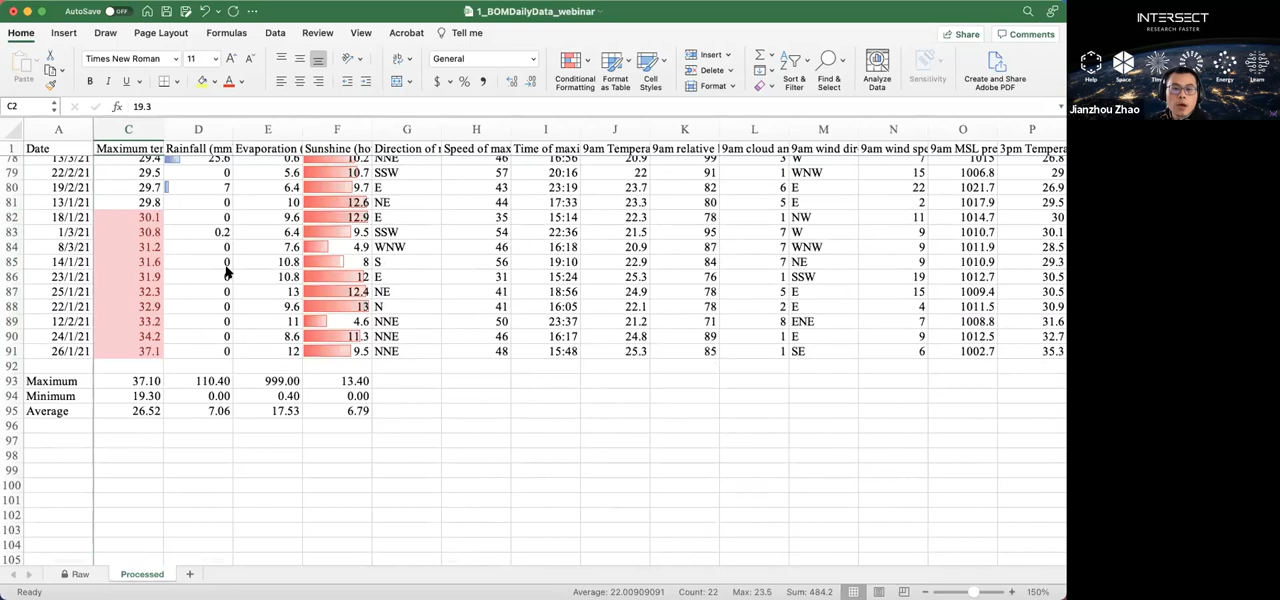 AutoSave OFF 1_BOMDailyData_webinar
Home Insert Draw Page Layout Formulas Data Review View Acrobat Tell me Share Comments
Paste Times New Roman 11 General Conditional Formatting Format as Table Cell Styles Insert Delete Format Sort & Filter Find & Select Analyze Data Sensitivity Create and Share Adobe PDF
C2 fx 19.3
A C D E F G H I J K L M N O P
1 Date Maximum ter Rainfall (mm Evaporation ( Sunshine (ho Direction of r Speed of max Time of maxi 9am Tempera 9am relative 9am cloud an 9am wind dir 9am wind spe 9am MSL pre 3pm Tempera
78 13/3/21 29.4 25.6 0.6 10.2 NNE 46 16:56 20.9 99 3 W 7 1015 26.8
79 22/2/21 29.5 0 5.6 10.7 SSW 57 20:16 22 91 1 WNW 15 1006.8 29
80 19/2/21 29.7 7 6.4 9.7 E 43 23:19 23.7 82 6 E 22 1021.7 26.9
81 13/1/21 29.8 0 10 12.6 NE 44 17:33 23.3 80 5 E 2 1017.9 29.5
82 18/1/21 30.1 0 9.6 12.9 E 35 15:14 22.3 78 1 NW 11 1014.7 30
83 1/3/21 30.8 0.2 6.4 9.5 SSW 54 22:36 21.5 95 7 W 9 1010.7 30.1
84 8/3/21 31.2 0 7.6 4.9 WNW 46 16:18 20.9 87 7 WNW 9 1011.9 28.5
85 14/1/21 31.6 0 10.8 8 S 56 19:10 22.9 84 7 NE 9 1010.9 29.3
86 23/1/21 31.9 0 10.8 12 E 31 15:24 25.3 76 1 SSW 19 1012.7 30.5
87 25/1/21 32.3 0 13 12.4 NE 41 18:56 24.9 78 5 E 15 1009.4 30.5
88 22/1/21 32.9 0 9.6 13 N 41 16:05 22.1 78 2 E 4 1011.5 30.9
89 12/2/21 33.2 0 11 4.6 NNE 50 23:37 21.2 71 8 ENE 7 1008.8 31.6
90 24/1/21 34.2 0 8.6 11.3 NNE 46 16:17 24.8 89 1 E 9 1012.5 32.7
91 26/1/21 37.1 0 12 9.5 NNE 48 15:48 25.3 85 1 SE 6 1002.7 35.3
92
93 Maximum 37.10 110.40 999.00 13.40
94 Minimum 19.30 0.00 0.40 0.00
95 Average 26.52 7.06 17.53 6.79
96
97
98
99
100
101
102
103
104
105
Raw Processed
Ready Average: 22.00909091 Count: 22 Max: 23.5 Sum: 484.2 150%
INTERSECT
RESEARCH FASTER
Help Space Energy Learn
Jianzhou Zhao